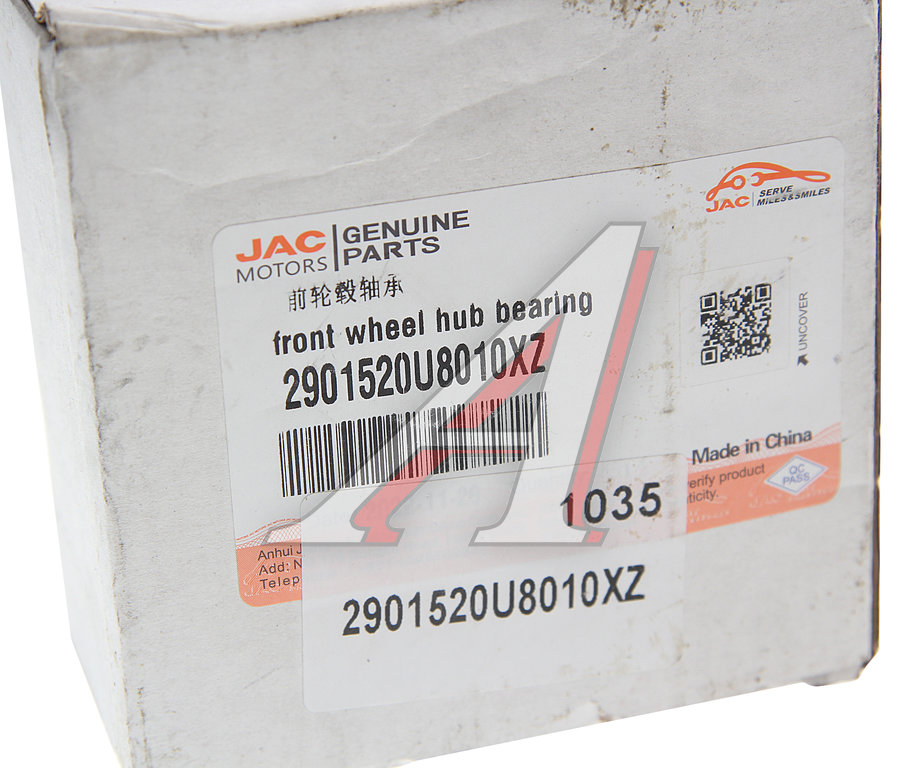 JAC
MOTORS
GENUINE
PARTS
JAC
SERVE
MILES&SMILES
前轮毂轴承
front wheel hub bearing
2901520U8010XZ
UNCOVER
Made in China
verify product
QC
PASS
1035
Anhui J
Add: N
Telep
2901520U8010XZ